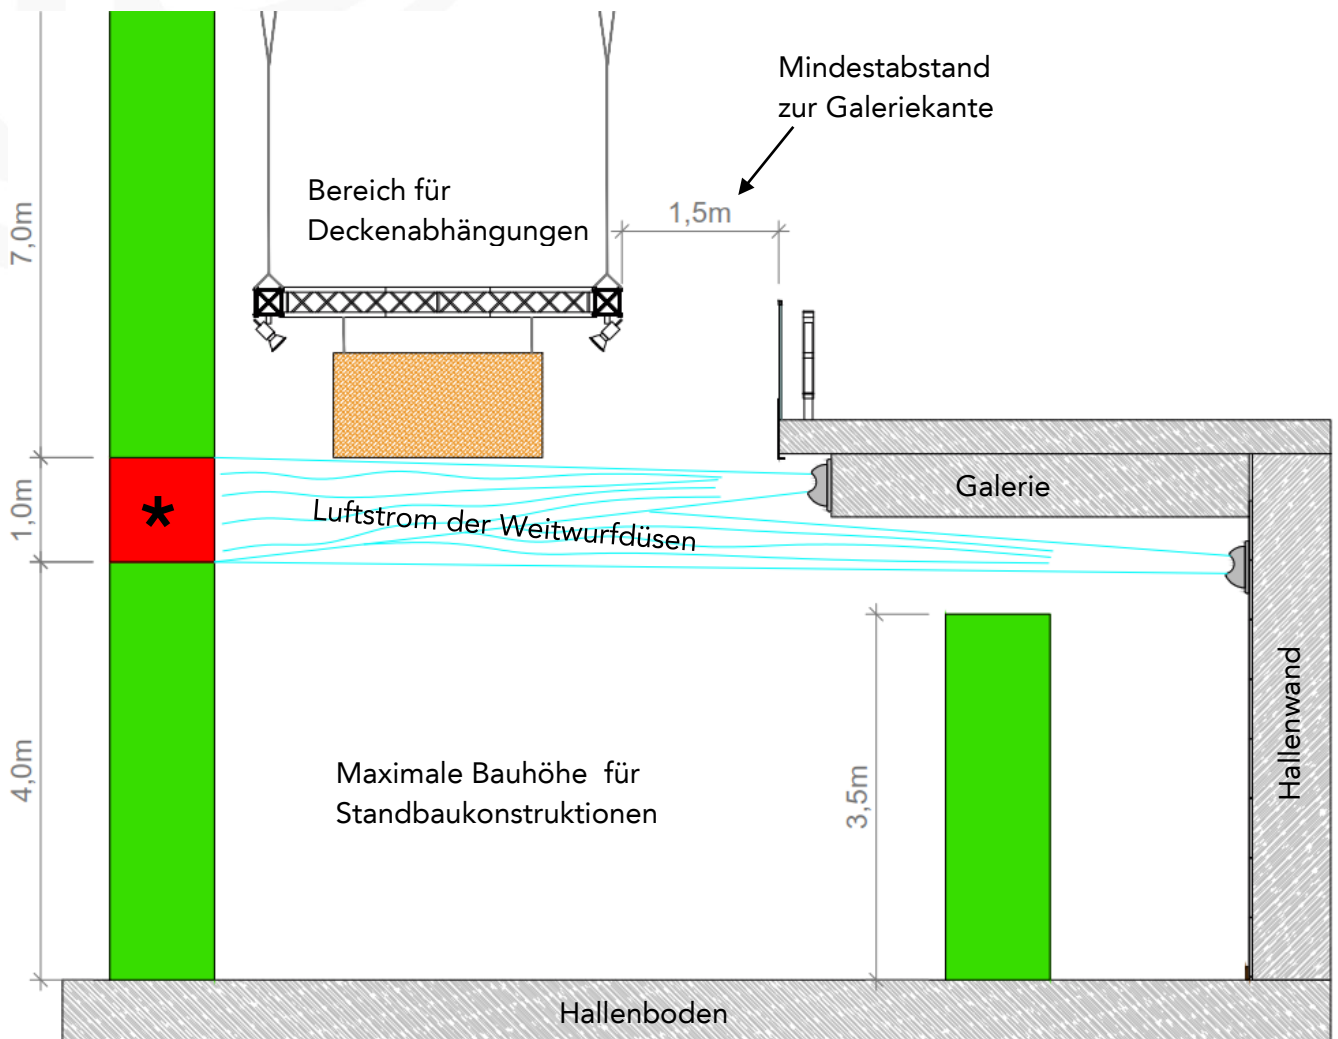 Mindestabstand
zur Galeriekante
Bereich für
Deckenabhängungen
1,5m
7,0m
1,0m
*
Luftstrom der Weitwurfdüsen
Galerie
4,0m
Maximale Bauhöhe für
Standbaukonstruktionen
3,5m
Hallenwand
Hallenboden